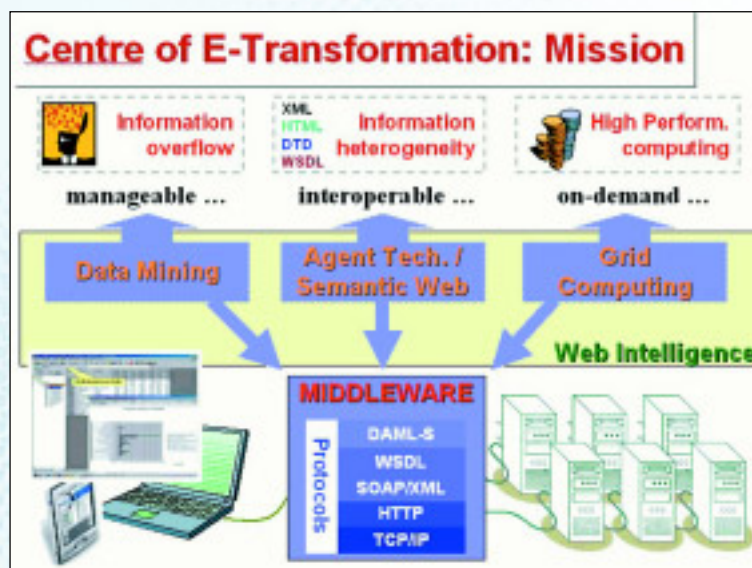 Centre of E-Transformation: Mission
Information
overflow
XML
HTML
DTD
WSDL
Information
heterogeneity
High Perform.
computing
manageable ...
interoperable ...
on-demand ...
Data Mining
Agent Tech. /
Semantic Web
Grid
Computing
Web Intelligence
MIDDLEWARE
Protocols
DAML-S
WSDL
SOAP/XML
HTTP
TCP/IP